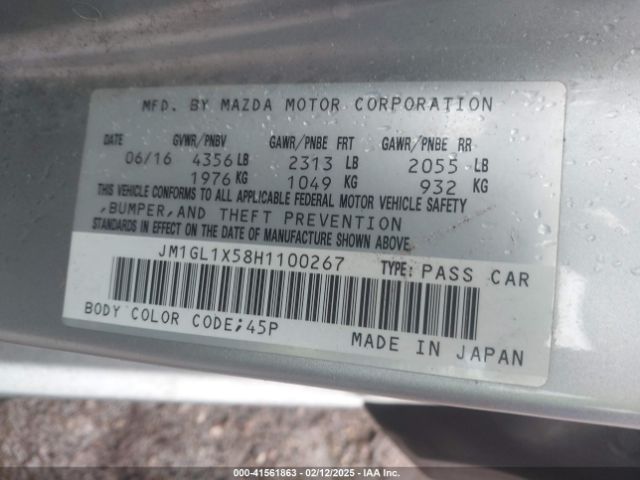 MFD. BY MAZDA MOTOR CORPORATION
DATE GVWR/PNBV GAWR/PNBE FRT GAWR/PNBE RR
06/16 4356 LB 2313 LB 2055 LB
1976 KG 1049 KG 932 KG
THIS VEHICLE CONFORMS TO ALL APPLICABLE FEDERAL MOTOR VEHICLE SAFETY
,BUMPER,AND THEFT PREVENTION
STANDARDS IN EFFECT ON THE DATE OF MANUFACTURE SHOWN ABOVE.
JM1GL1X58H1100267 TYPE: PASS CAR
BODY COLOR CODE;45P
MADE IN JAPAN
© COPART STOCK# - 41561863 - 02/12/2025 - IAA Inc.